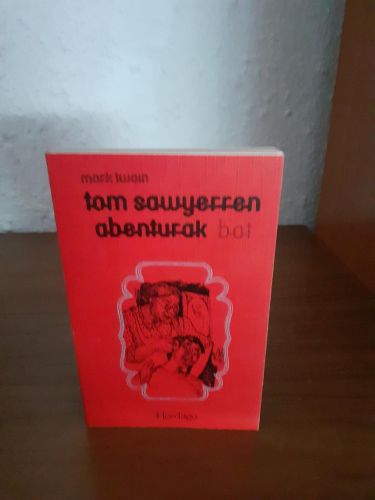 mark twain
tom sawyerren
abenturak bat
Hordago